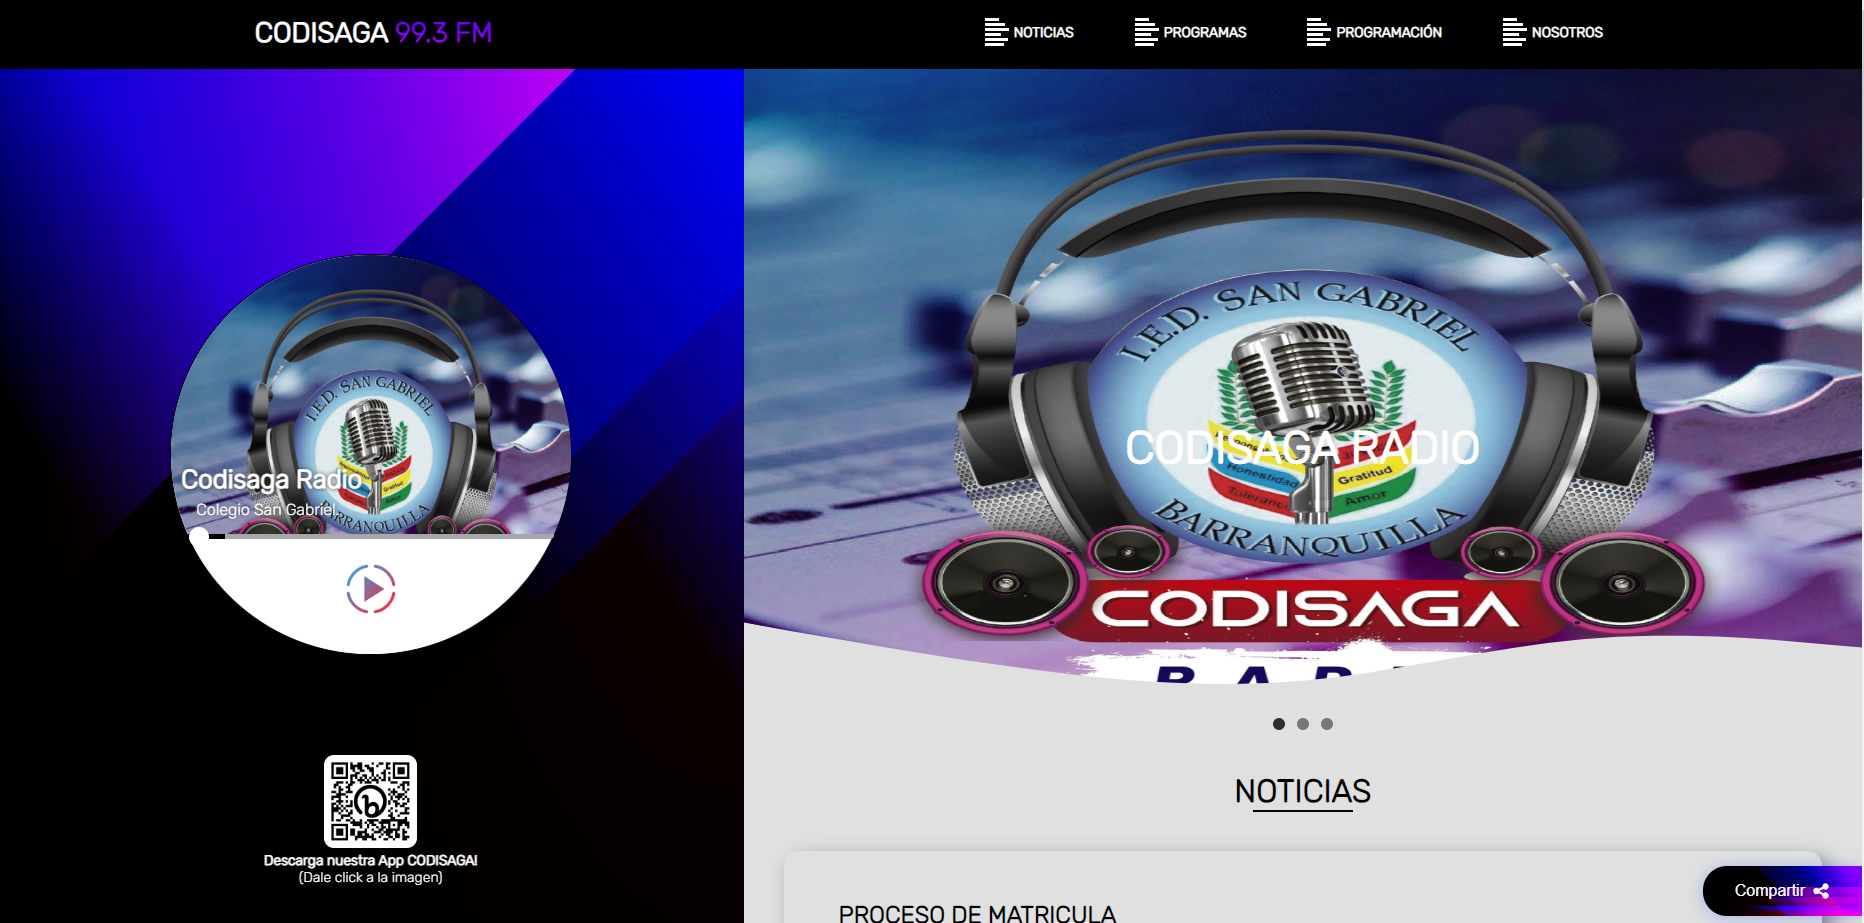 CODISAGA 99.3 FM
NOTICIAS
PROGRAMAS
PROGRAMACIÓN
NOSOTROS
I.E.D. SAN GABRIEL
Codisaga Radio
Gratitud
Colegio San Gabriel
BARRANQUILLA
Descarga nuestra App CODISAGA!
(Dale click a la imagen)
I.E.D. SAN GABRIEL
CODISAGA RADIO
Honestidad
Gratitud
Tolerancia
Amor
BARRANQUILLA
CODISAGA
NOTICIAS
PROCESO DE MATRICULA
Compartir